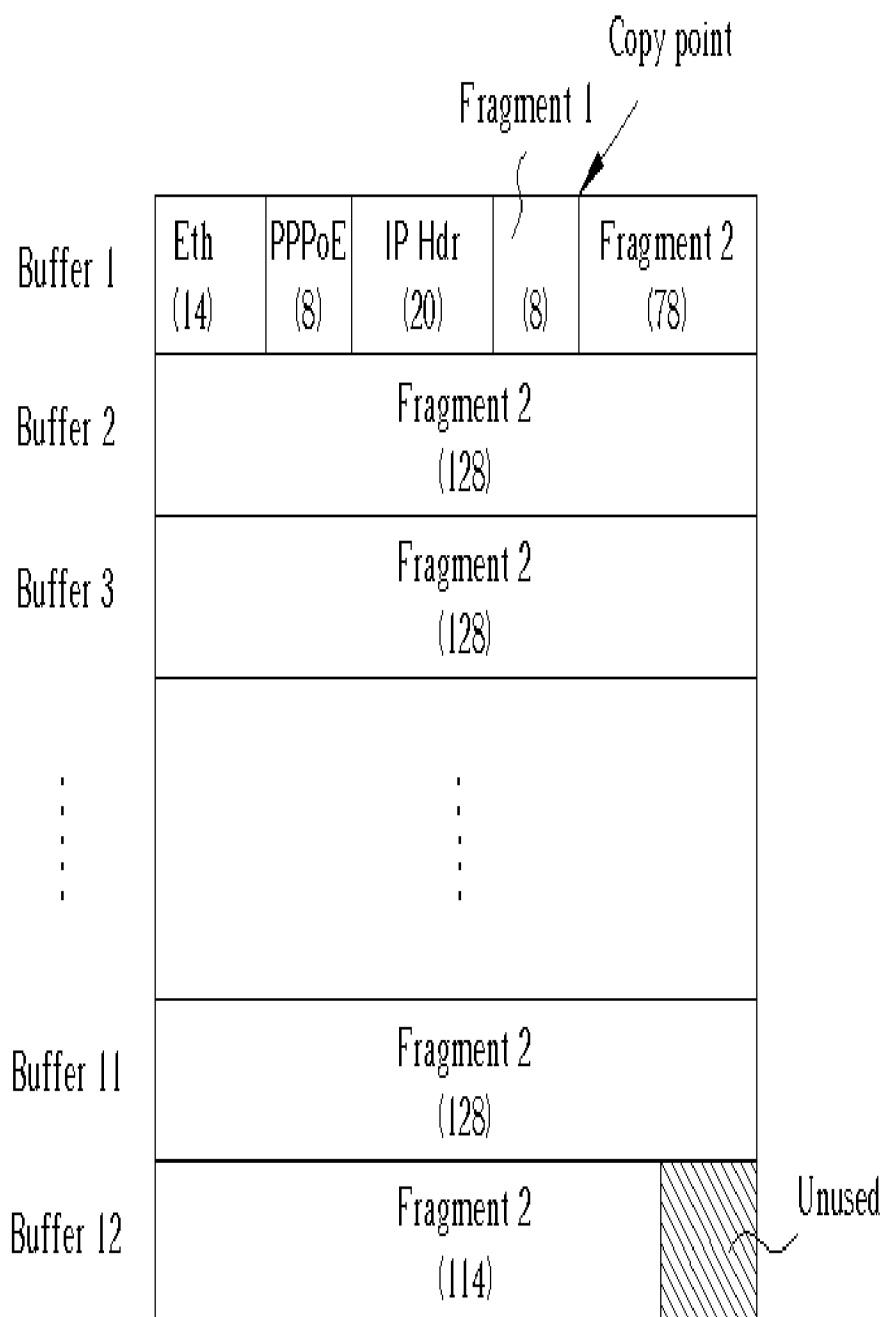 Copy point
Fragment 1
Buffer 1
Eth
(14)
PPPoE
(8)
IP Hdr
(20)
(8)
Fragment 2
(78)
Buffer 2
Fragment 2
(128)
Buffer 3
Fragment 2
(128)
Buffer 11
Fragment 2
(128)
Buffer 12
Fragment 2
(114)
Unused